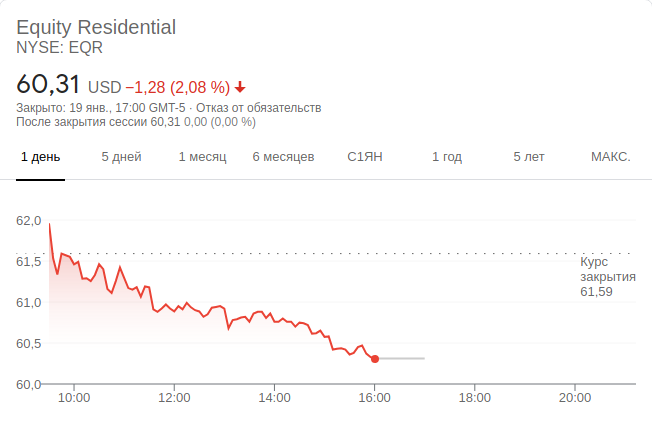 Equity Residential
NYSE: EQR
60,31 USD −1,28 (2,08 %)
Закрыто: 19 янв., 17:00 GMT-5 · Отказ от обязательств
После закрытия сессии 60,31 0,00 (0,00 %)
1 день 5 дней 1 месяц 6 месяцев С1ЯН 1 год 5 лет МАКС.
62,0
61,5
61,0
60,5
60,0
Курс
закрытия
61,59
10:00 12:00 14:00 16:00 18:00 20:00